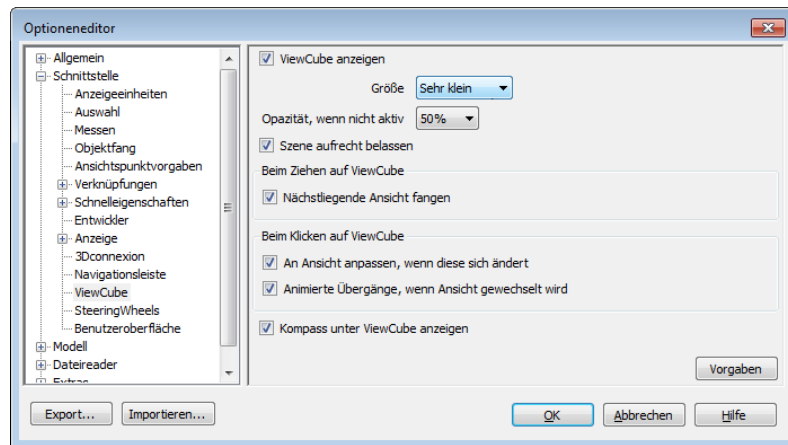 Optioneneditor
Allgemein
Schnittstelle
Anzeigeeinheiten
Auswahl
Messen
Objektfang
Ansichtspunktvorgaben
Verknüpfungen
Schnelleigenschaften
Entwickler
Anzeige
3Dconnexion
Navigationsleiste
ViewCube
SteeringWheels
Benutzeroberfläche
Modell
Dateireader
Extras
ViewCube anzeigen
Größe Sehr klein
Opazität, wenn nicht aktiv 50%
Szene aufrecht belassen
Beim Ziehen auf ViewCube
Nächstliegende Ansicht fangen
Beim Klicken auf ViewCube
An Ansicht anpassen, wenn diese sich ändert
Animierte Übergänge, wenn Ansicht gewechselt wird
Kompass unter ViewCube anzeigen
Vorgaben
Export... Importieren... OK Abbrechen Hilfe